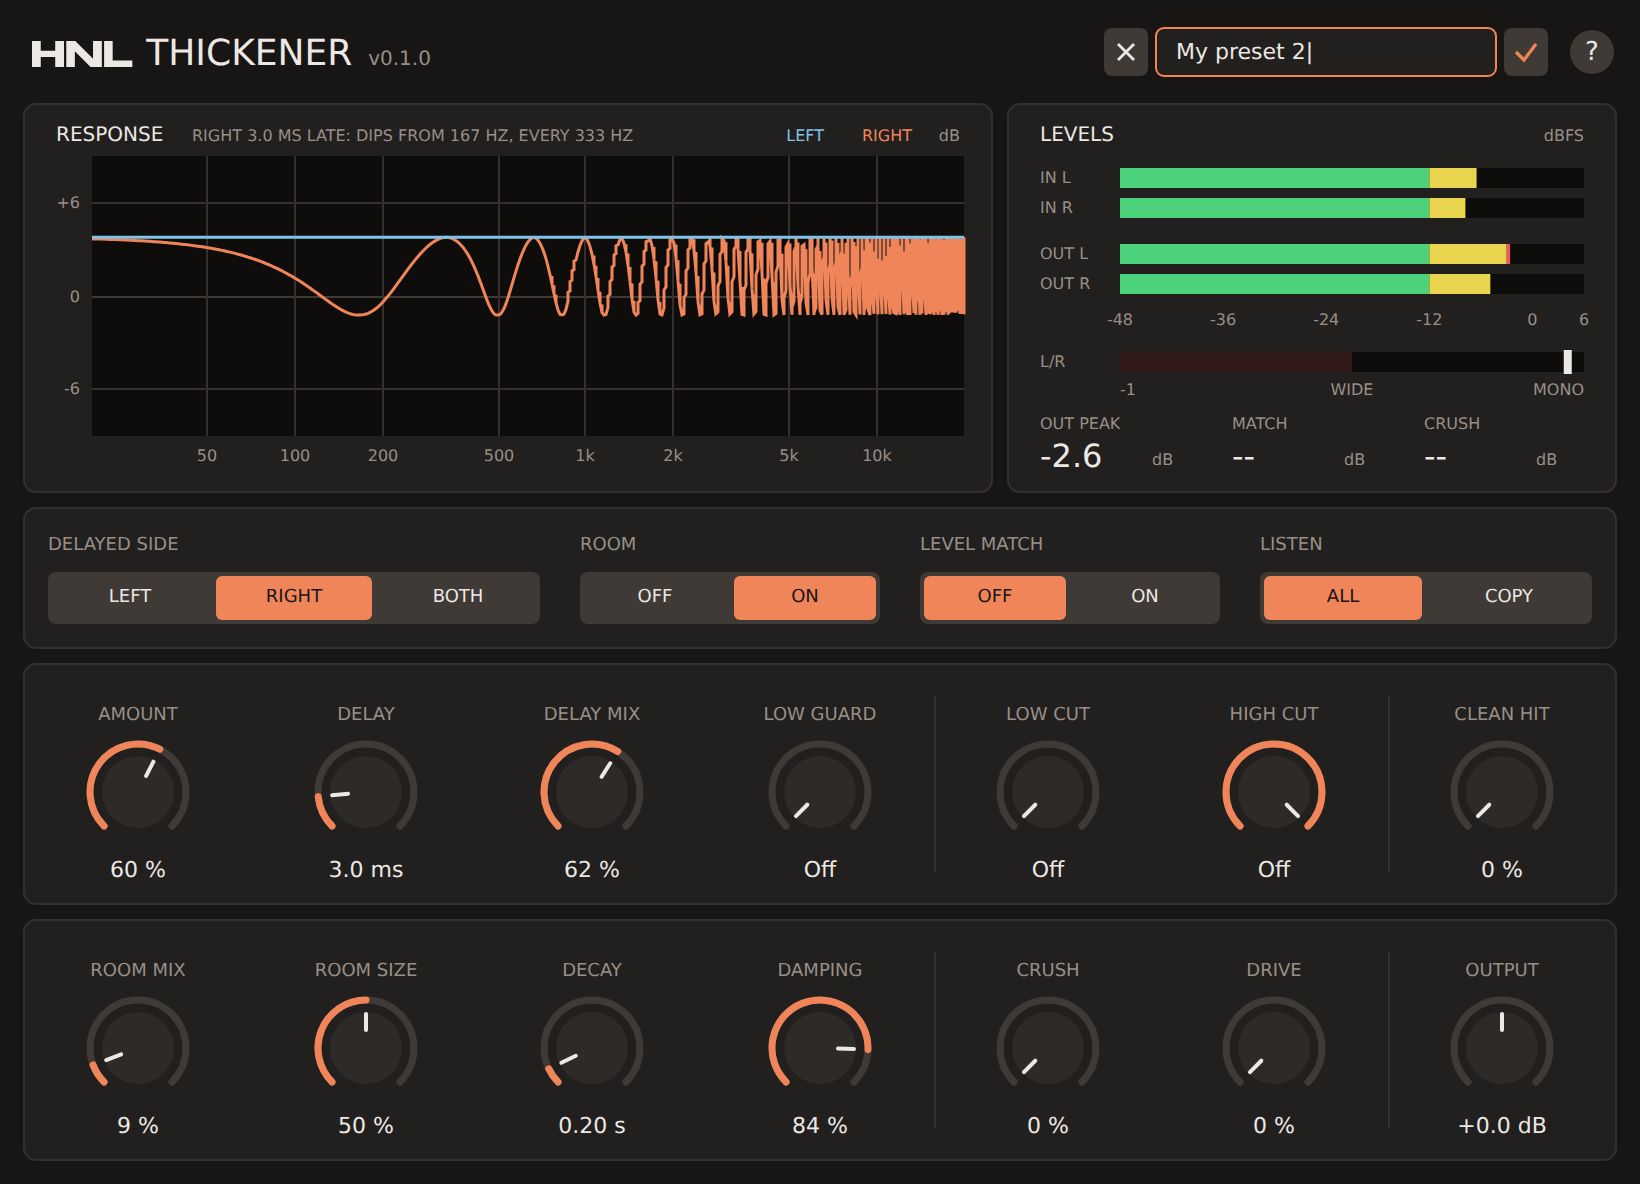 HNL THICKENER v0.1.0
My preset 2|
?
RESPONSE RIGHT 3.0 MS LATE: DIPS FROM 167 HZ, EVERY 333 HZ LEFT RIGHT dB
+6
0
-6
50 100 200 500 1k 2k 5k 10k
LEVELS dBFS
IN L
IN R
OUT L
OUT R
-48 -36 -24 -12 0 6
L/R
-1 WIDE MONO
OUT PEAK MATCH CRUSH
-2.6 dB -- dB -- dB
DELAYED SIDE ROOM LEVEL MATCH LISTEN
LEFT RIGHT BOTH OFF ON OFF ON ALL COPY
AMOUNT DELAY DELAY MIX LOW GUARD LOW CUT HIGH CUT CLEAN HIT
60 % 3.0 ms 62 % Off Off Off 0 %
ROOM MIX ROOM SIZE DECAY DAMPING CRUSH DRIVE OUTPUT
9 % 50 % 0.20 s 84 % 0 % 0 % +0.0 dB